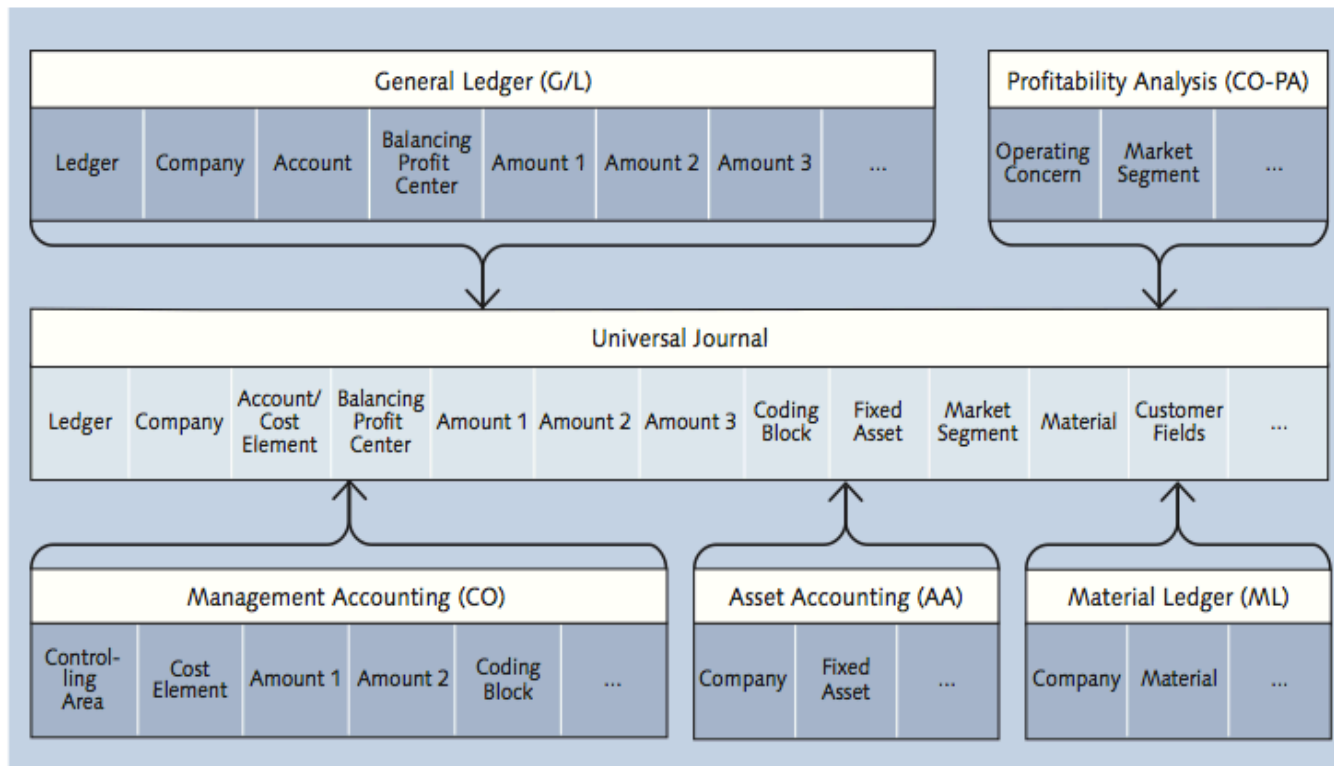 General Ledger (G/L)
Ledger
Company
Account
Balancing
Profit
Center
Amount 1
Amount 2
Amount 3
...
Profitability Analysis (CO-PA)
Operating
Concern
Market
Segment
...
Universal Journal
Ledger
Company
Account/
Cost
Element
Balancing
Profit
Center
Amount 1
Amount 2
Amount 3
Coding
Block
Fixed
Asset
Market
Segment
Material
Customer
Fields
...
Management Accounting (CO)
Control-
ling
Area
Cost
Element
Amount 1
Amount 2
Coding
Block
...
Asset Accounting (AA)
Company
Fixed
Asset
...
Material Ledger (ML)
Company
Material
...